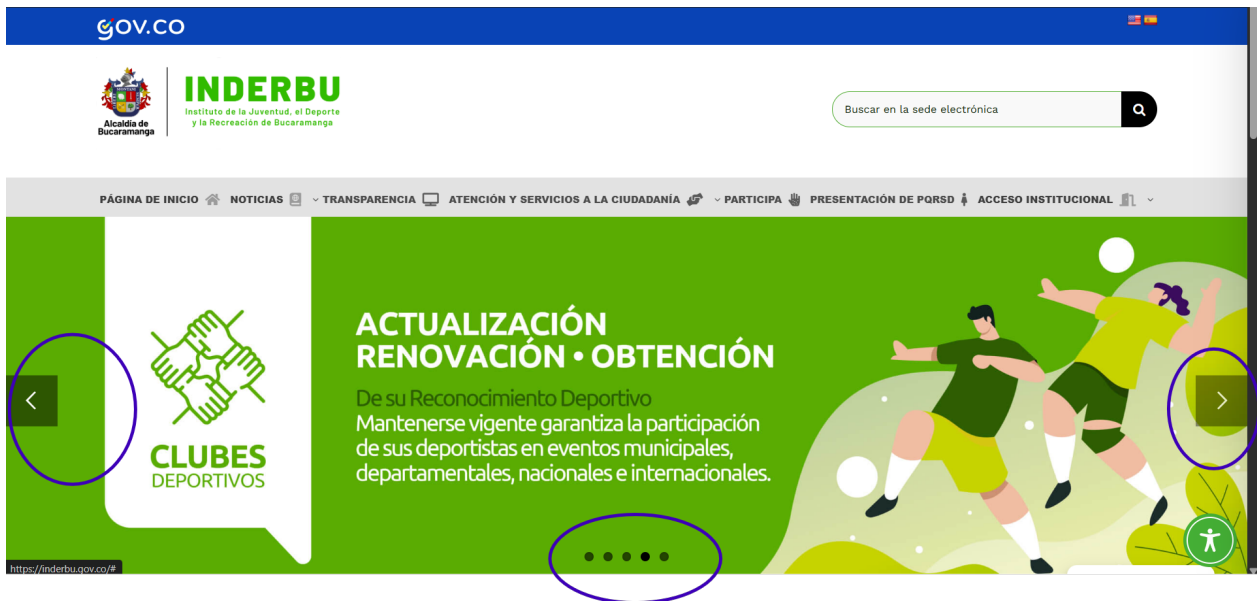 GOV.CO
Alcaldía de
Bucaramanga
INDERBU
Instituto de la Juventud, el Deporte
y la Recreación de Bucaramanga
Buscar en la sede electrónica
PÁGINA DE INICIO NOTICIAS TRANSPARENCIA ATENCIÓN Y SERVICIOS A LA CIUDADANÍA PARTICIPA PRESENTACIÓN DE PQRSD ACCESO INSTITUCIONAL
CLUBES
DEPORTIVOS
ACTUALIZACIÓN
RENOVACIÓN • OBTENCIÓN
De su Reconocimiento Deportivo
Mantenerse vigente garantiza la participación
de sus deportistas en eventos municipales,
departamentales, nacionales e internacionales.
https://inderbu.gov.co/#